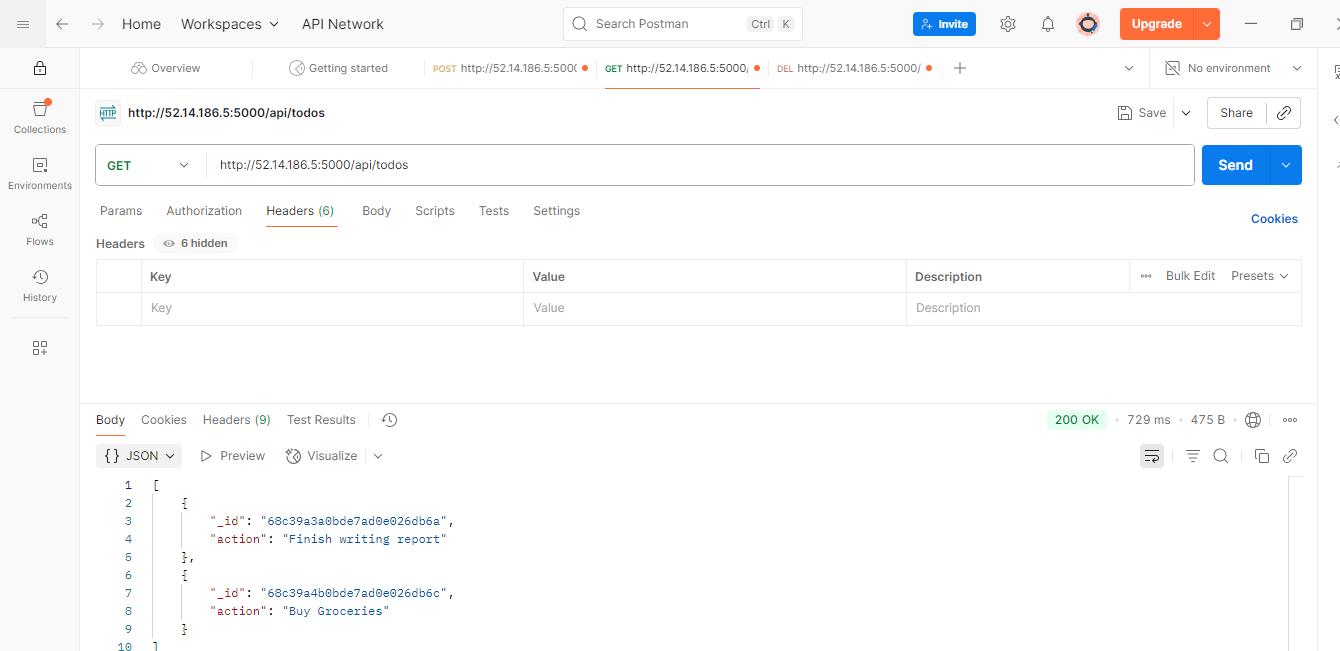 Home Workspaces API Network Search Postman Ctrl K Invite Upgrade
Overview Getting started POST http://52.14.186.5:5000 GET http://52.14.186.5:5000/ DEL http://52.14.186.5:5000/ No environment
Collections
Environments
Flows
History
HTTP http://52.14.186.5:5000/api/todos Save Share
GET http://52.14.186.5:5000/api/todos Send
Params Authorization Headers (6) Body Scripts Tests Settings Cookies
Headers 6 hidden
Key Value Description Bulk Edit Presets
Key Value Description
Body Cookies Headers (9) Test Results 200 OK 729 ms 475 B
{} JSON Preview Visualize
1 [
2 {
3 "_id": "68c39a3a0bde7ad0e026db6a",
4 "action": "Finish writing report"
5 },
6 {
7 "_id": "68c39a4b0bde7ad0e026db6c",
8 "action": "Buy Groceries"
9 }
10 ]